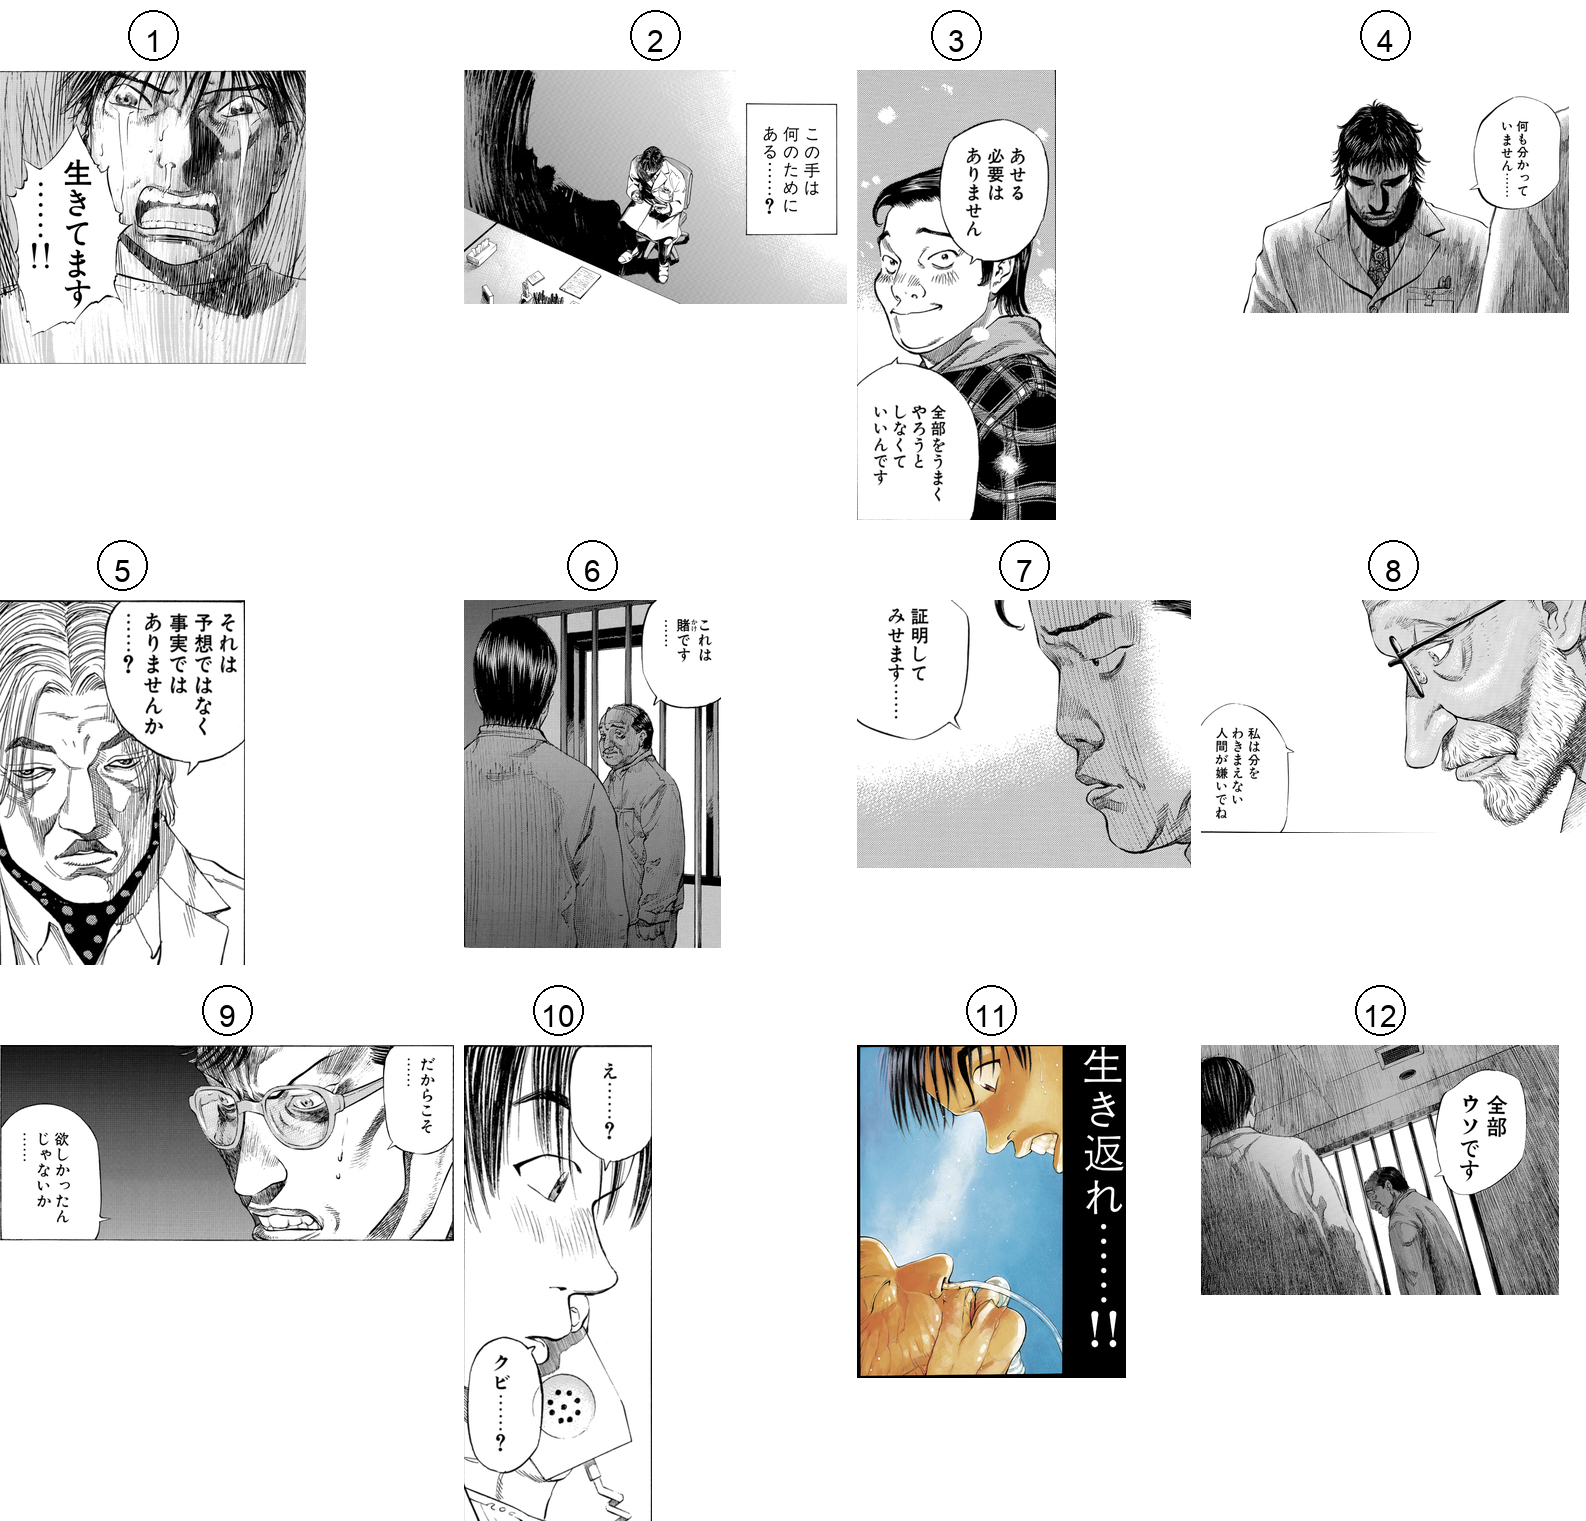 1
生きてます
……!!
2
この手は
何のために
ある……?
3
あせる
必要は
ありません
全部をうまく
やろうと
しなくて
いいんです
4
何も分かって
いません……
5
それは
予想ではなく
事実では
ありませんか
……?
6
これは
賭です
かけ
……
7
証明して
みせます……
8
私は分を
わきまえない
人間が嫌いでね
9
だからこそ
……
欲しかったん
じゃないか
……
10
え……?
クビ……?
11
生き返れ……!!
12
全部
ウソです